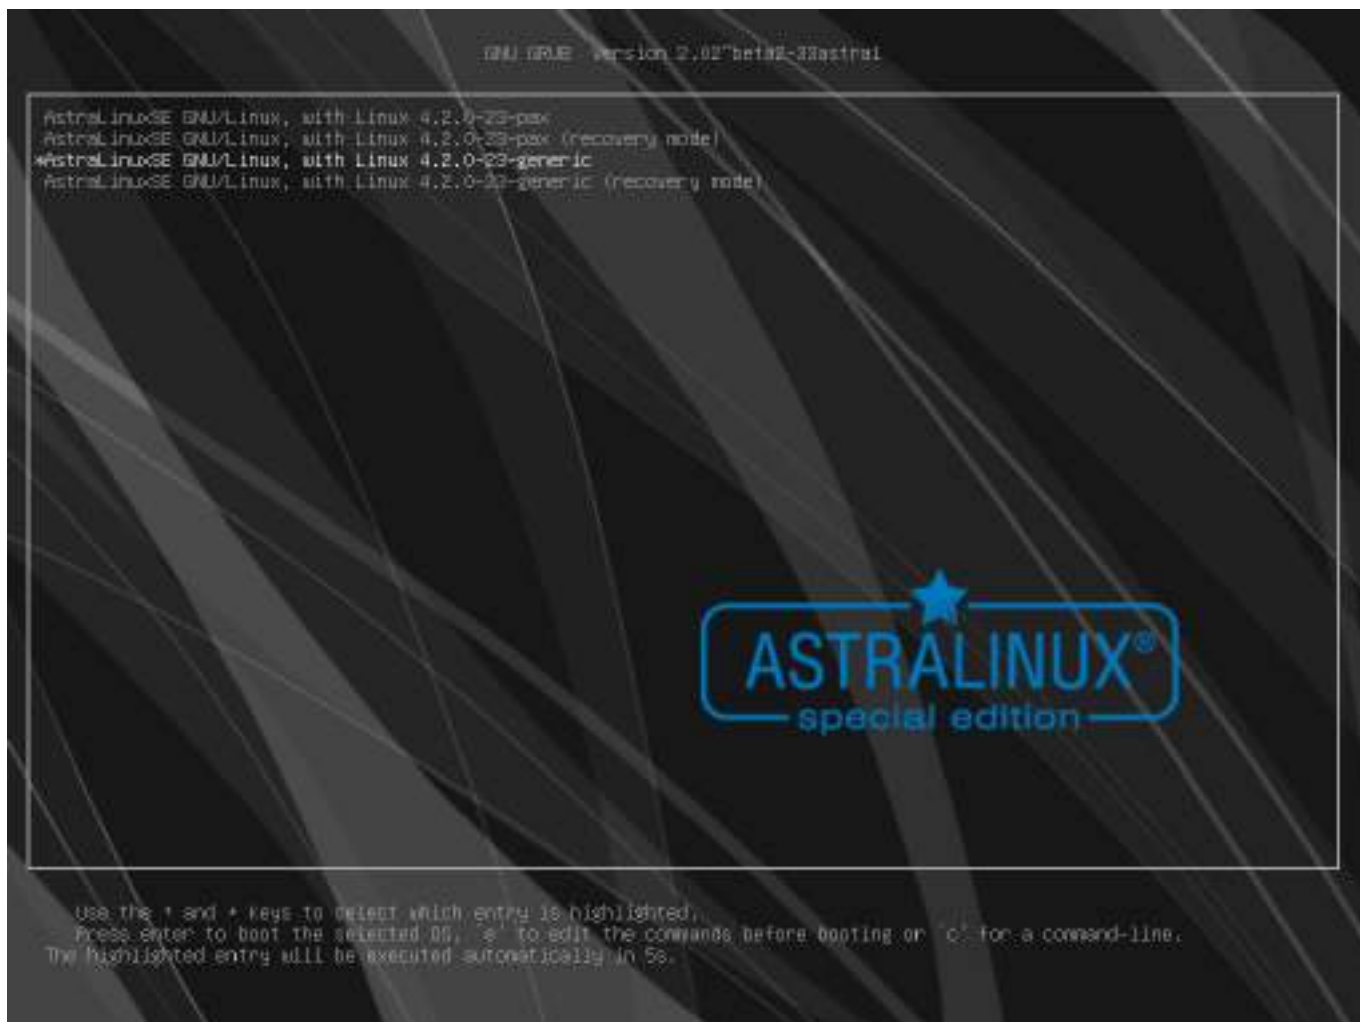 GNU GRUB version 2.02~beta2-33astra1
AstraLinuxSE GNU/Linux, with Linux 4.2.0-23-pax
AstraLinuxSE GNU/Linux, with Linux 4.2.0-23-pax (recovery mode)
*AstraLinuxSE GNU/Linux, with Linux 4.2.0-23-generic
AstraLinuxSE GNU/Linux, with Linux 4.2.0-23-generic (recovery mode)
ASTRALINUX®
special edition
Use the ↑ and ↓ keys to select which entry is highlighted.
Press enter to boot the selected OS, `e' to edit the commands before booting or `c' for a command-line.
The highlighted entry will be executed automatically in 5s.